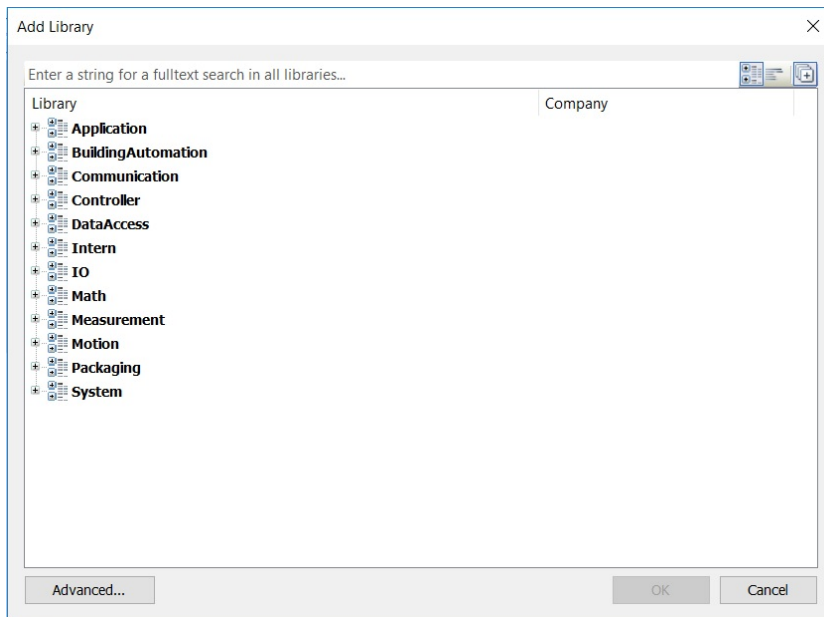 Add Library
Enter a string for a fulltext search in all libraries...
Library Company
Application
BuildingAutomation
Communication
Controller
DataAccess
Intern
IO
Math
Measurement
Motion
Packaging
System
Advanced... OK Cancel